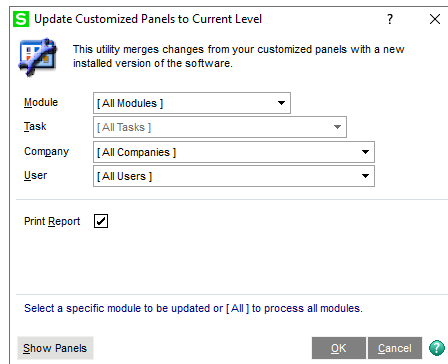 S Update Customized Panels to Current Level ?
This utility merges changes from your customized panels with a new
installed version of the software.
Module [ All Modules ]
Task [ All Tasks ]
Company [ All Companies ]
User [ All Users ]
Print Report
Select a specific module to be updated or [ All ] to process all modules.
Show Panels OK Cancel ?